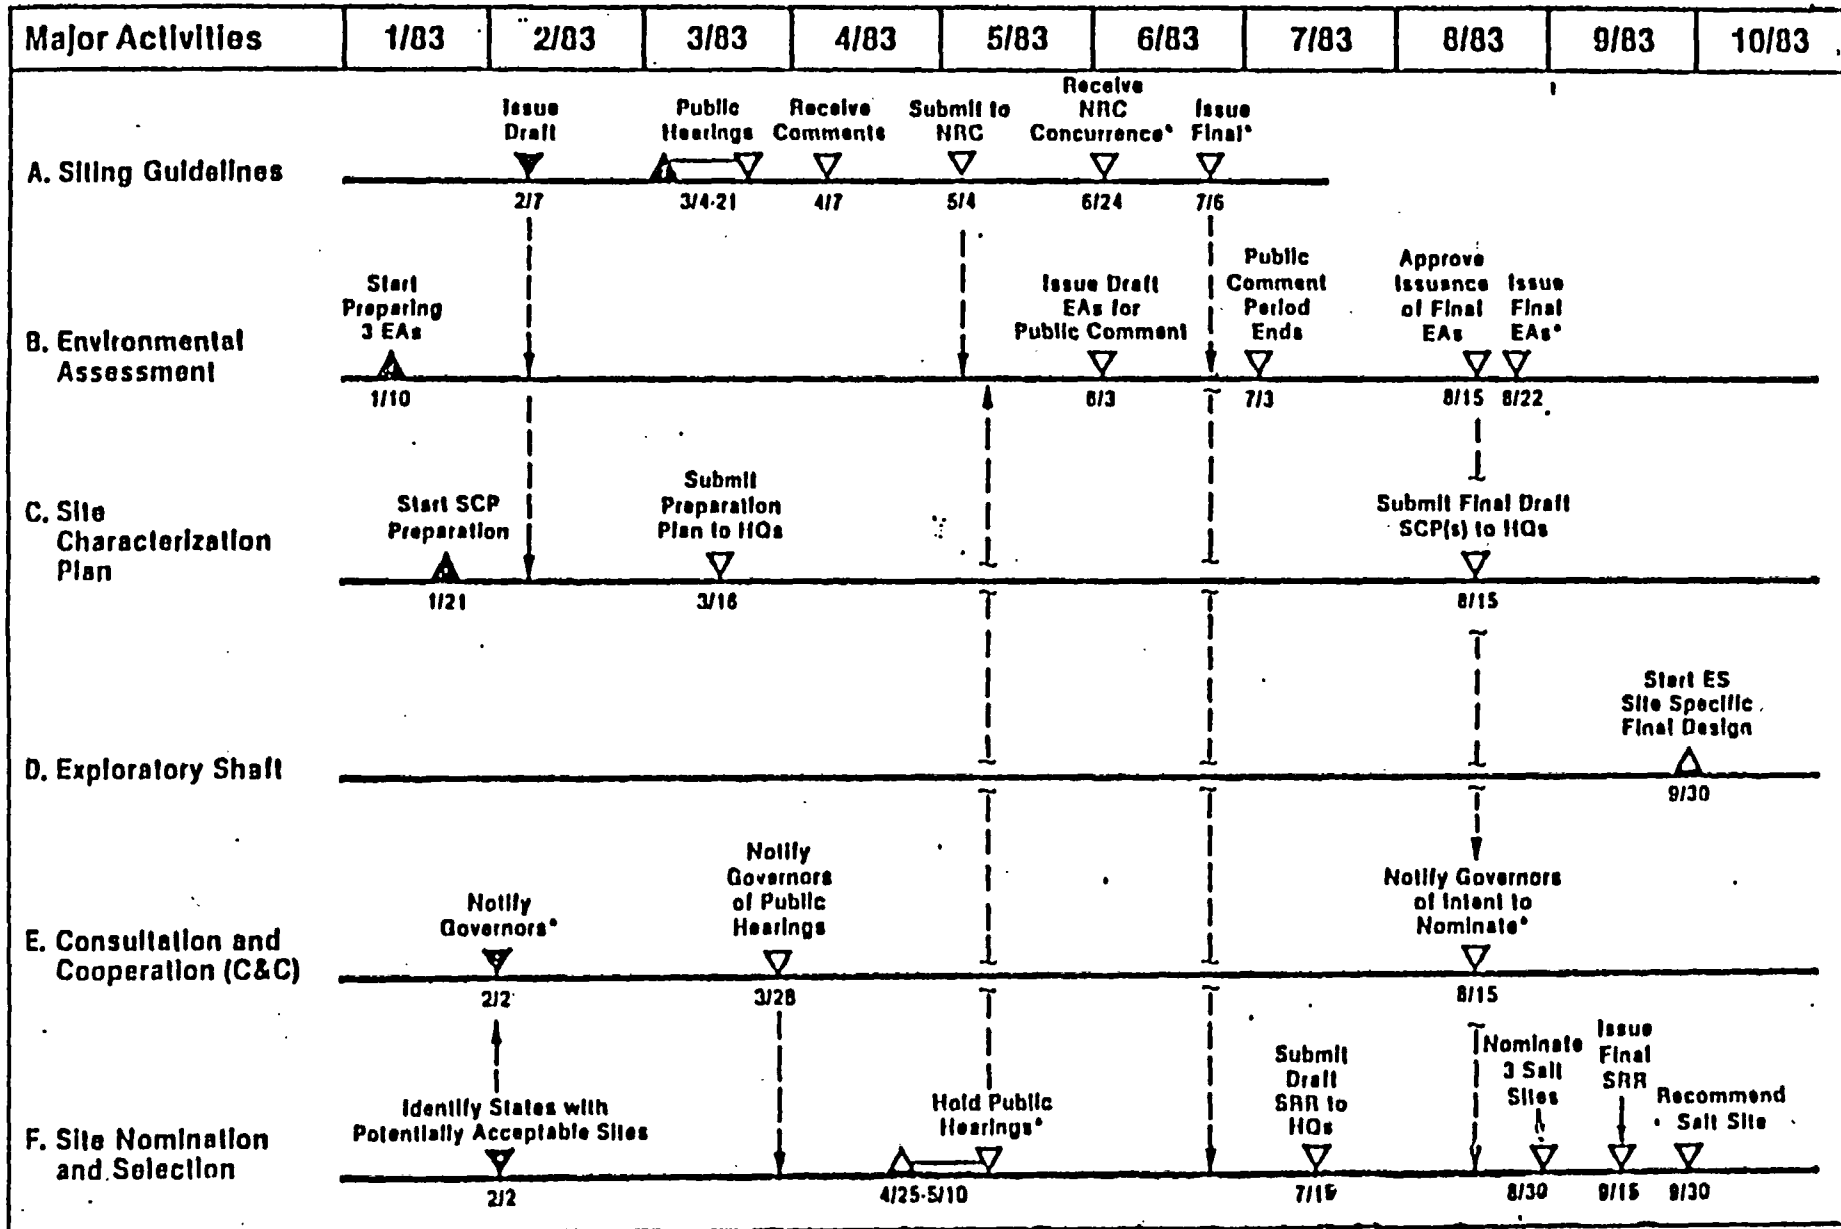 Major Activities 1/83 2/83 3/83 4/83 5/83 6/83 7/83 8/83 9/83 10/83
Issue
Draft
Public
Hearings
Receive
Comments
Submit to
NRC
Receive
NRC
Concurrence*
Issue
Final*
A. Siting Guidelines
2/7 3/4-21 4/7 5/4 6/24 7/6
Start
Preparing
3 EAs
Issue Draft
EAs for
Public Comment
Public
Comment
Period
Ends
Approve
Issuance
of Final
EAs
Issue
Final
EAs*
B. Environmental
Assessment
1/10 6/3 7/3 8/15 8/22
Start SCP
Preparation
Submit
Preparation
Plan to HQs
Submit Final Draft
SCP(s) to HQs
C. Site
Characterization
Plan
1/21 3/16 8/15
Start ES
Site Specific
Final Design
D. Exploratory Shaft
9/30
Notify
Governors*
Notify
Governors
of Public
Hearings
Notify Governors
of Intent to
Nominate*
E. Consultation and
Cooperation (C&C)
2/2 3/28 8/15
Identify States with
Potentially Acceptable Sites
Hold Public
Hearings*
Submit
Draft
SRR to
HQs
Nominate
3 Salt
Sites
Issue
Final
SRR
Recommend
Salt Site
F. Site Nomination
and Selection
2/2 4/25-5/10 7/15 8/30 9/15 9/30